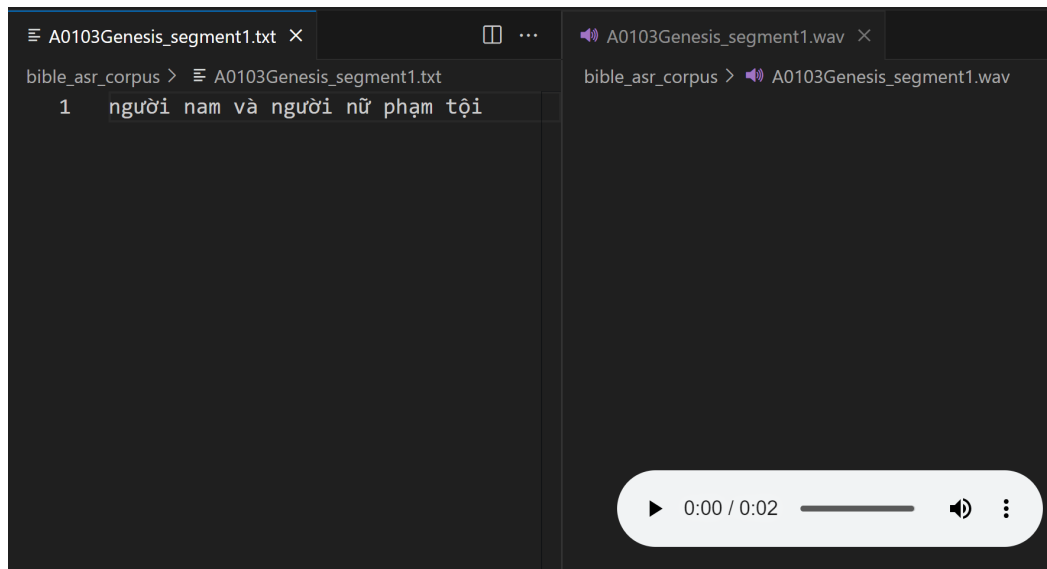 A0103Genesis_segment1.txt
bible_asr_corpus > A0103Genesis_segment1.txt
1 người nam và người nữ phạm tội
A0103Genesis_segment1.wav
bible_asr_corpus > A0103Genesis_segment1.wav
0:00 / 0:02